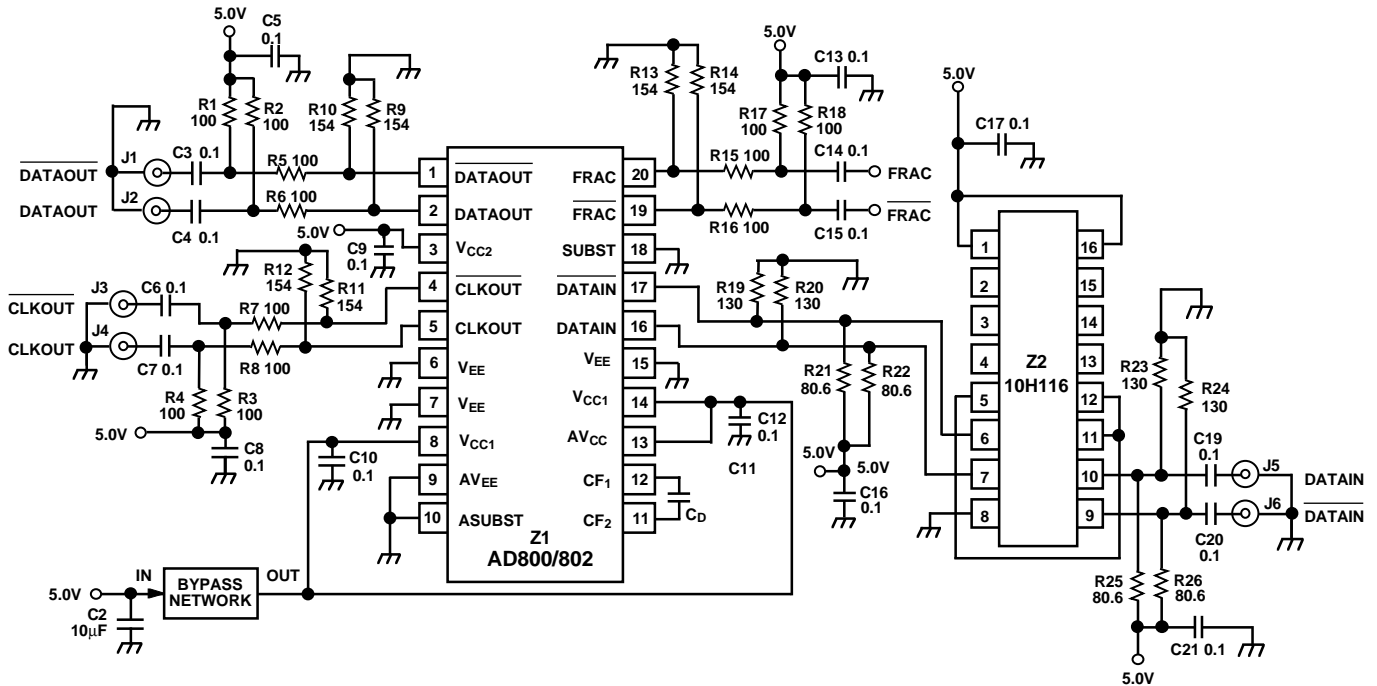 5.0V
C5
0.1
R1
100
R2
100
R10
154
R9
154
DATAOUT
J1
C3 0.1
R5 100
DATAOUT
J2
C4 0.1
R6 100
5.0V
C9
0.1
R12
154
R11
154
CLKOUT
J3
C6 0.1
R7 100
CLKOUT
J4
C7 0.1
R8 100
R4
100
R3
100
5.0V
C8
0.1
C10
0.1
5.0V
IN
BYPASS
NETWORK
OUT
C2
10µF
1 DATAOUT
2 DATAOUT
3 VCC2
4 CLKOUT
5 CLKOUT
6 VEE
7 VEE
8 VCC1
9 AVEE
10 ASUBST
FRAC 20
FRAC 19
SUBST 18
DATAIN 17
DATAIN 16
VEE 15
VCC1 14
AVCC 13
CF1 12
CF2 11
Z1
AD800/802
R13
154
R14
154
5.0V
C13 0.1
R17
100
R18
100
R15 100
C14 0.1
FRAC
R16 100
C15 0.1
FRAC
R19
130
R20
130
R21
80.6
R22
80.6
C12
0.1
C11
CD
5.0V
5.0V
C16
0.1
5.0V
C17 0.1
1
2
3
4
5
6
7
8
16
15
14
13
12
11
10
9
Z2
10H116
R23
130
R24
130
C19
0.1
J5
DATAIN
J6
DATAIN
C20
0.1
R25
80.6
R26
80.6
C21 0.1
5.0V